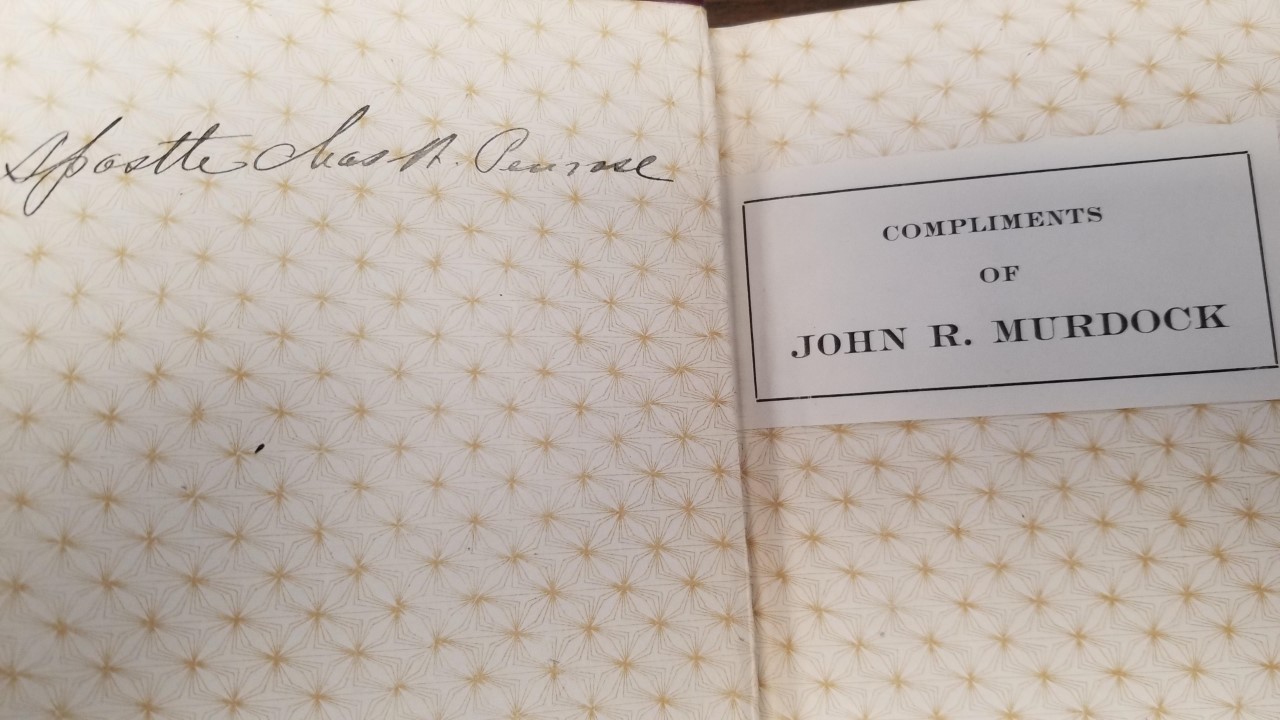 Apostle Chas W. Penrose
COMPLIMENTS
OF
JOHN R. MURDOCK